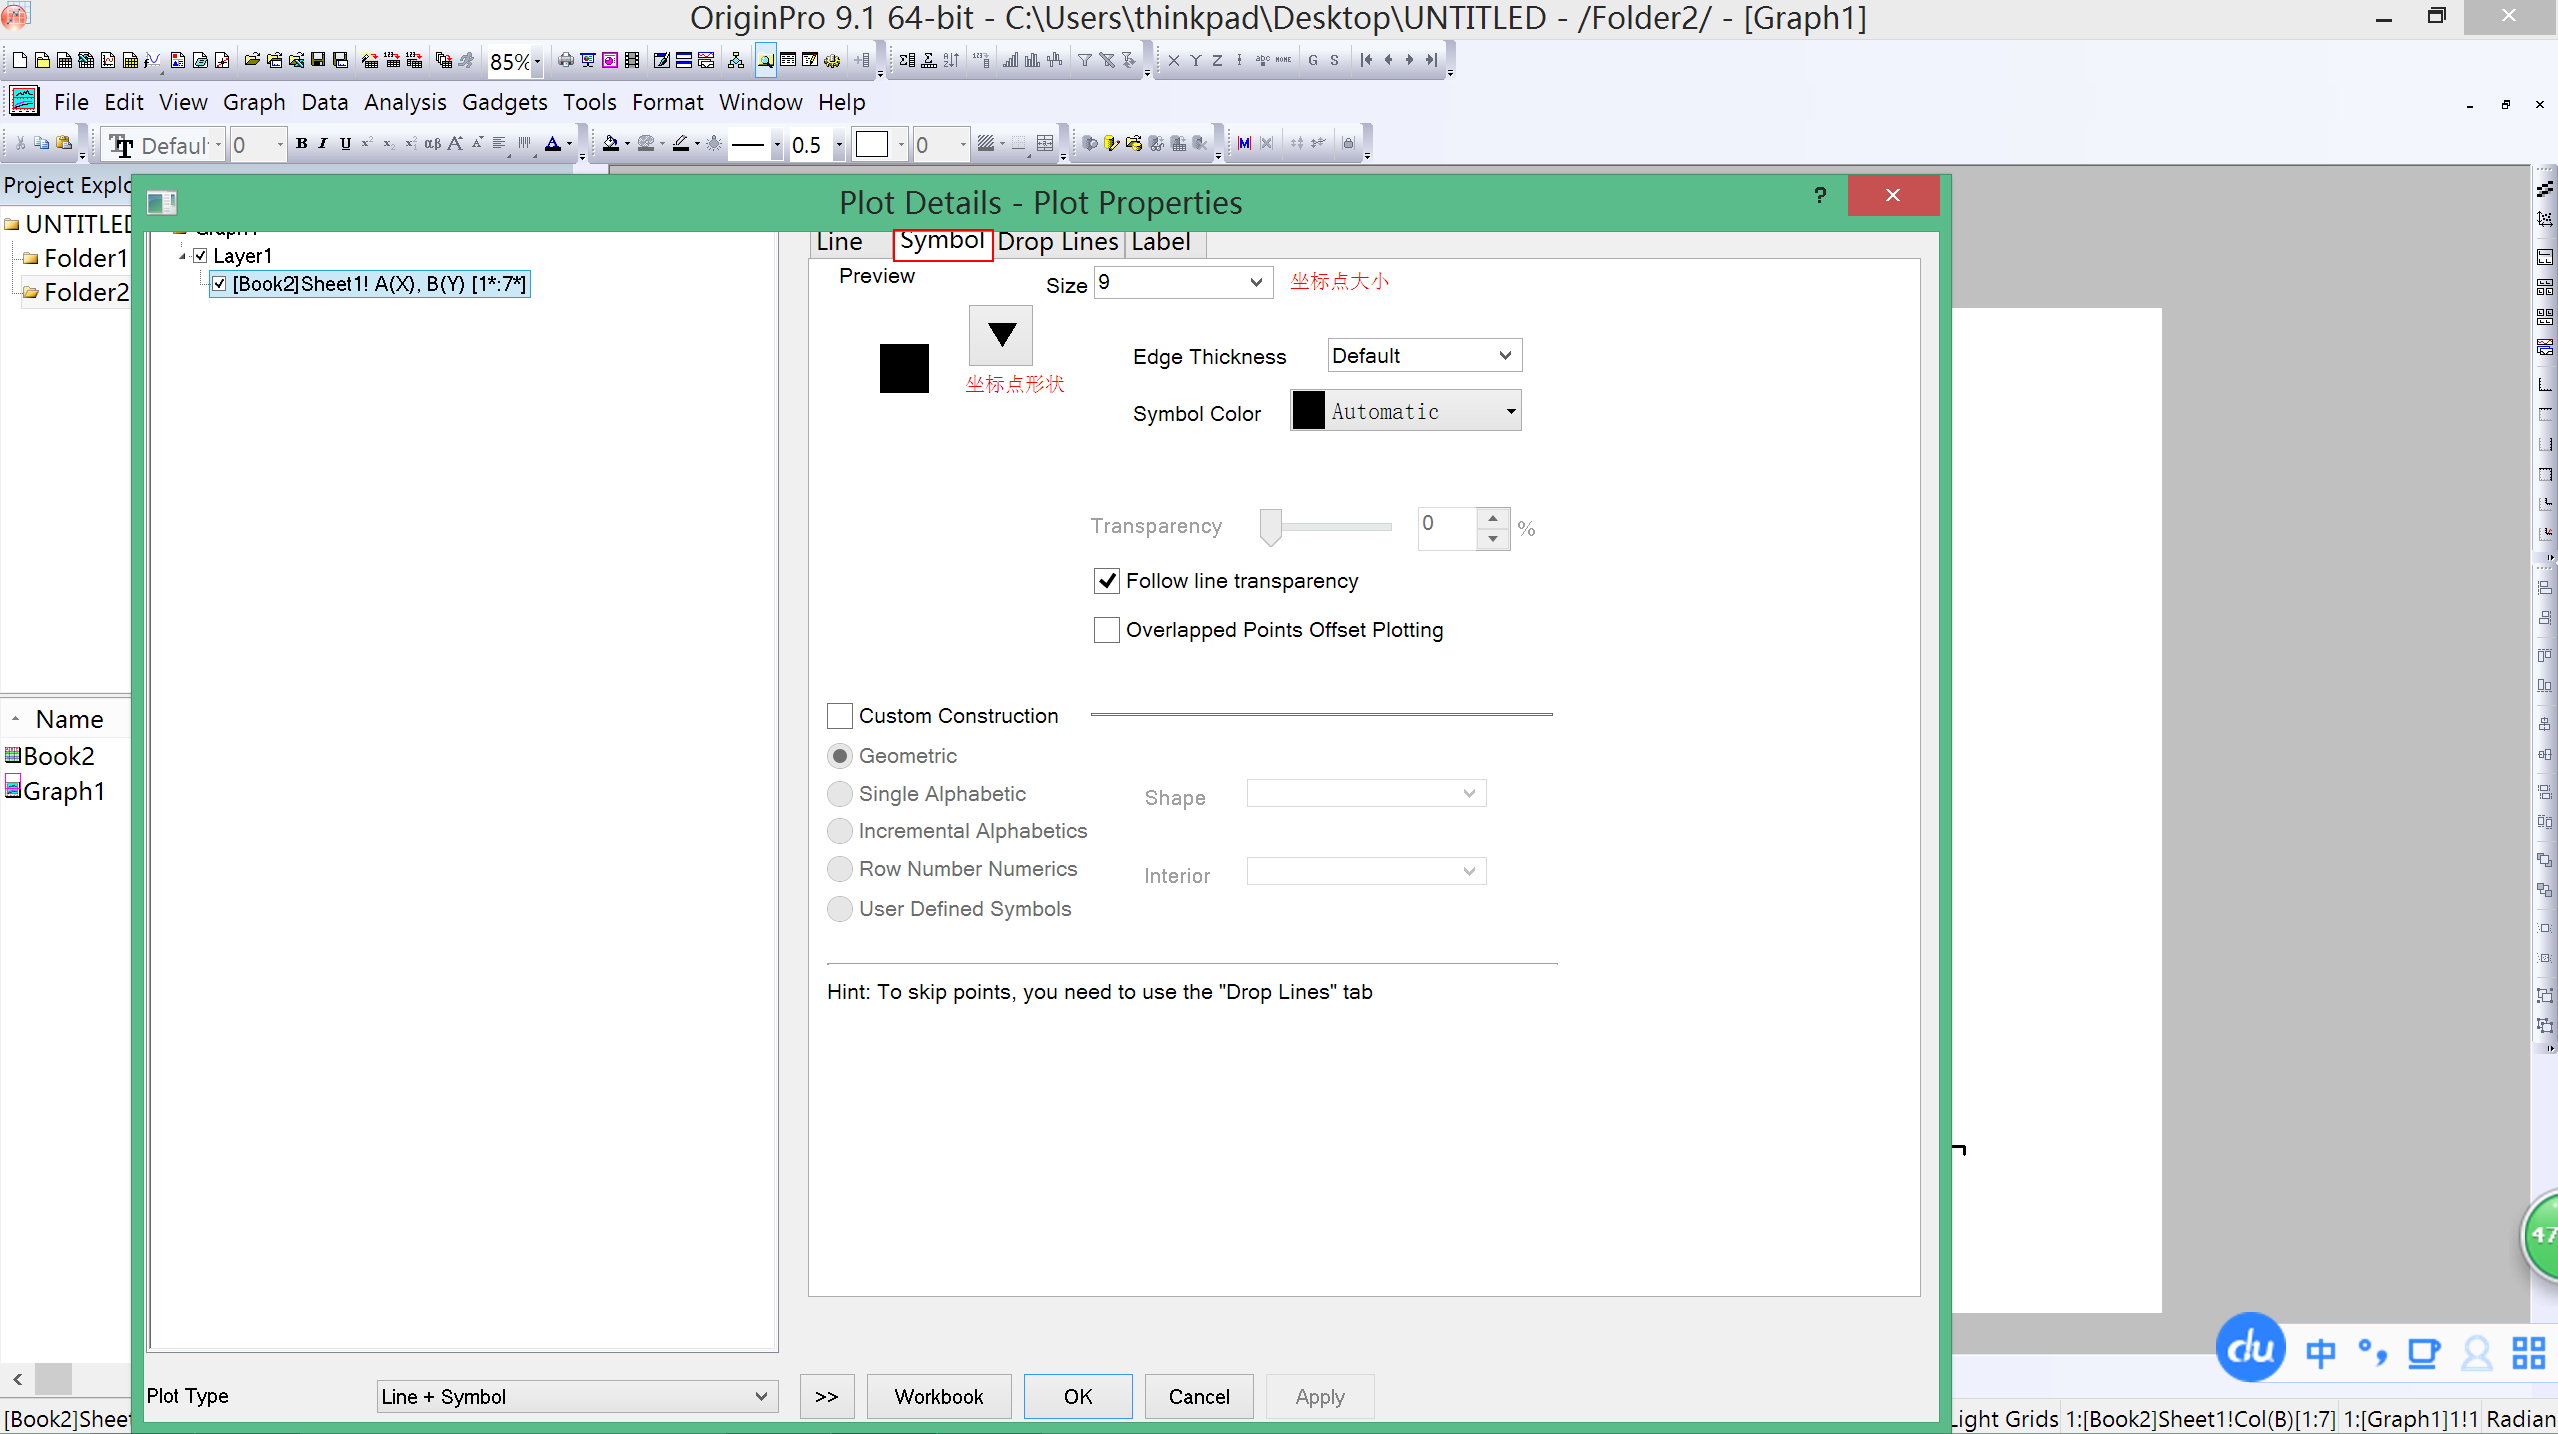 OriginPro 9.1 64-bit - C:\Users\thinkpad\Desktop\UNTITLED - /Folder2/ - [Graph1]
85%
X Y Z
G S
File Edit View Graph Data Analysis Gadgets Tools Format Window Help
Defaul 0 B I U αβ A A A 0.5 0 M
Project Explo
UNTITLED
Folder1
Folder2
Name
Book2
Graph1
Plot Details - Plot Properties
?
Layer1
[Book2]Sheet1! A(X), B(Y) [1*:7*]
Line Symbol Drop Lines Label
Preview
Size 9 坐标点大小
坐标点形状
Edge Thickness Default
Symbol Color Automatic
Transparency 0 %
Follow line transparency
Overlapped Points Offset Plotting
Custom Construction
Geometric
Single Alphabetic
Shape
Incremental Alphabetics
Row Number Numerics
Interior
User Defined Symbols
Hint: To skip points, you need to use the "Drop Lines" tab
Plot Type Line + Symbol >> Workbook OK Cancel Apply
47
du 中
[Book2]Sheet
Light Grids 1:[Book2]Sheet1!Col(B)[1:7] 1:[Graph1]1!1 Radian